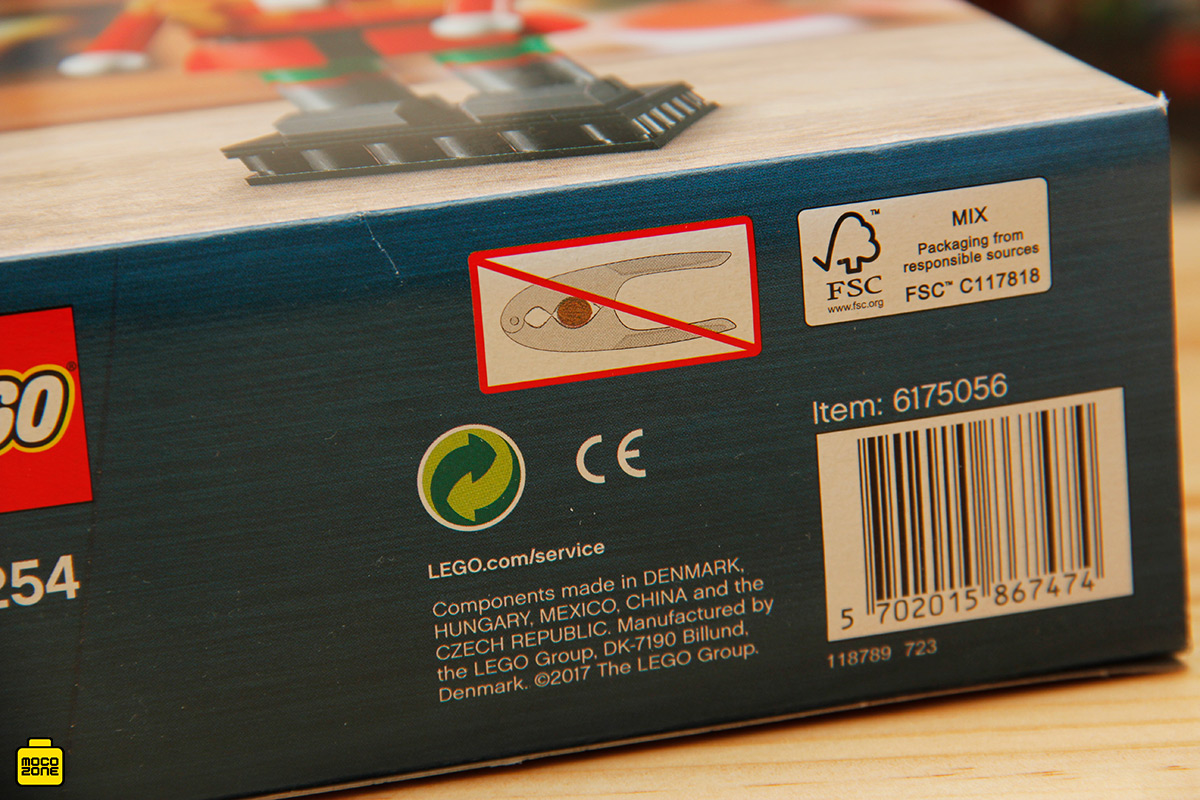 MIX
Packaging from
responsible sources
FSC™ C117818
™
FSC
www.fsc.org
®
Item: 6175056
5 702015 867474
118789 723
254
CE
LEGO.com/service
Components made in DENMARK,
HUNGARY, MEXICO, CHINA and the
CZECH REPUBLIC. Manufactured by
the LEGO Group, DK-7190 Billund,
Denmark. ©2017 The LEGO Group.
MOCO
ZONE